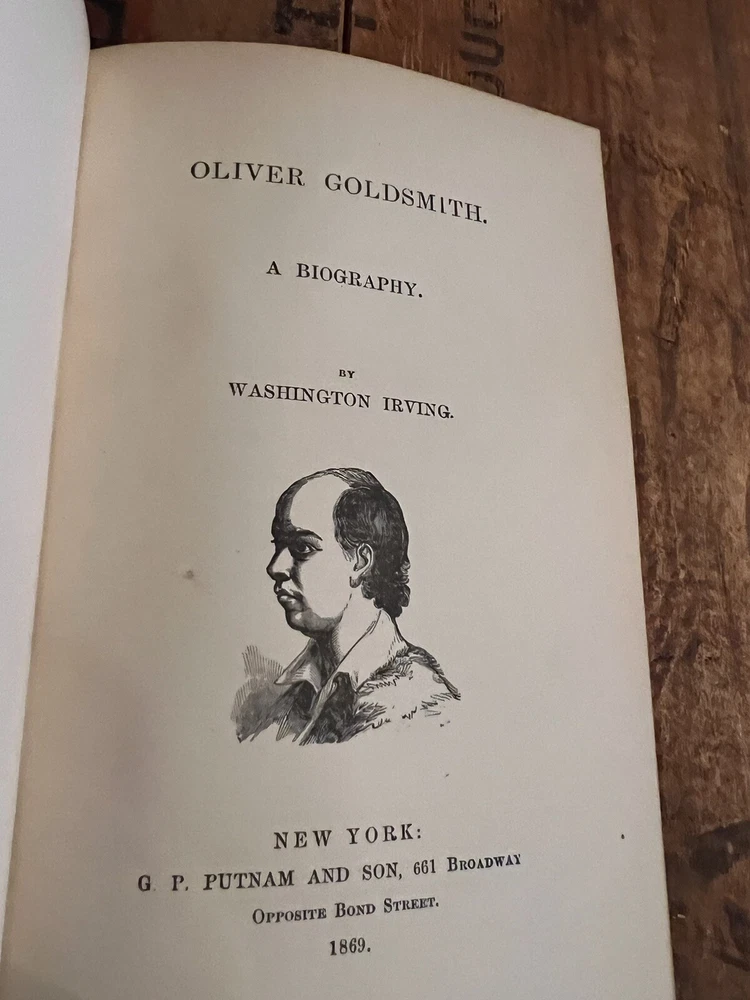 OLIVER GOLDSMITH.
A BIOGRAPHY.
BY
WASHINGTON IRVING.
NEW YORK:
G. P. PUTNAM AND SON, 661 BROADWAY
OPPOSITE BOND STREET.
1869.